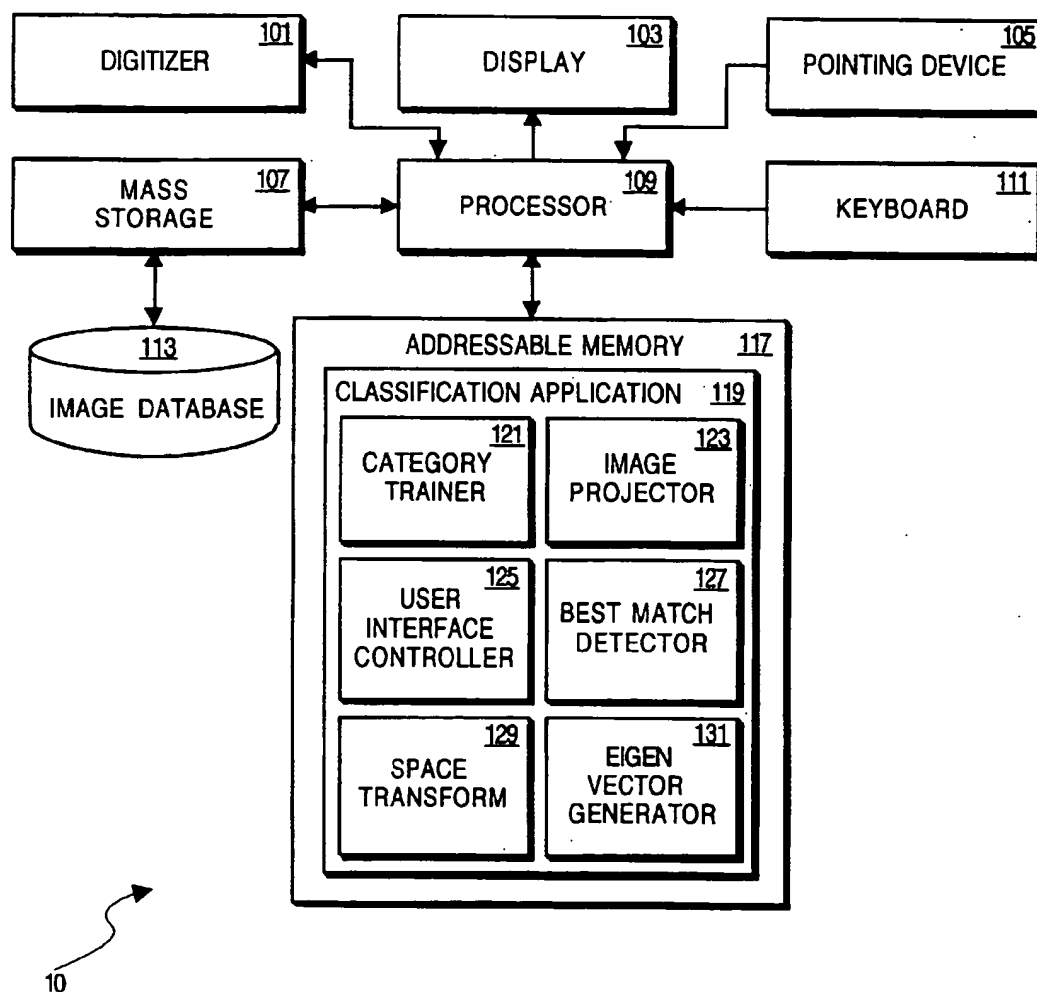 101
DIGITIZER
103
DISPLAY
105
POINTING DEVICE
107
MASS
STORAGE
109
PROCESSOR
111
KEYBOARD
113
IMAGE DATABASE
ADDRESSABLE MEMORY 117
CLASSIFICATION APPLICATION 119
121
CATEGORY
TRAINER
123
IMAGE
PROJECTOR
125
USER
INTERFACE
CONTROLLER
127
BEST MATCH
DETECTOR
129
SPACE
TRANSFORM
131
EIGEN
VECTOR
GENERATOR
10